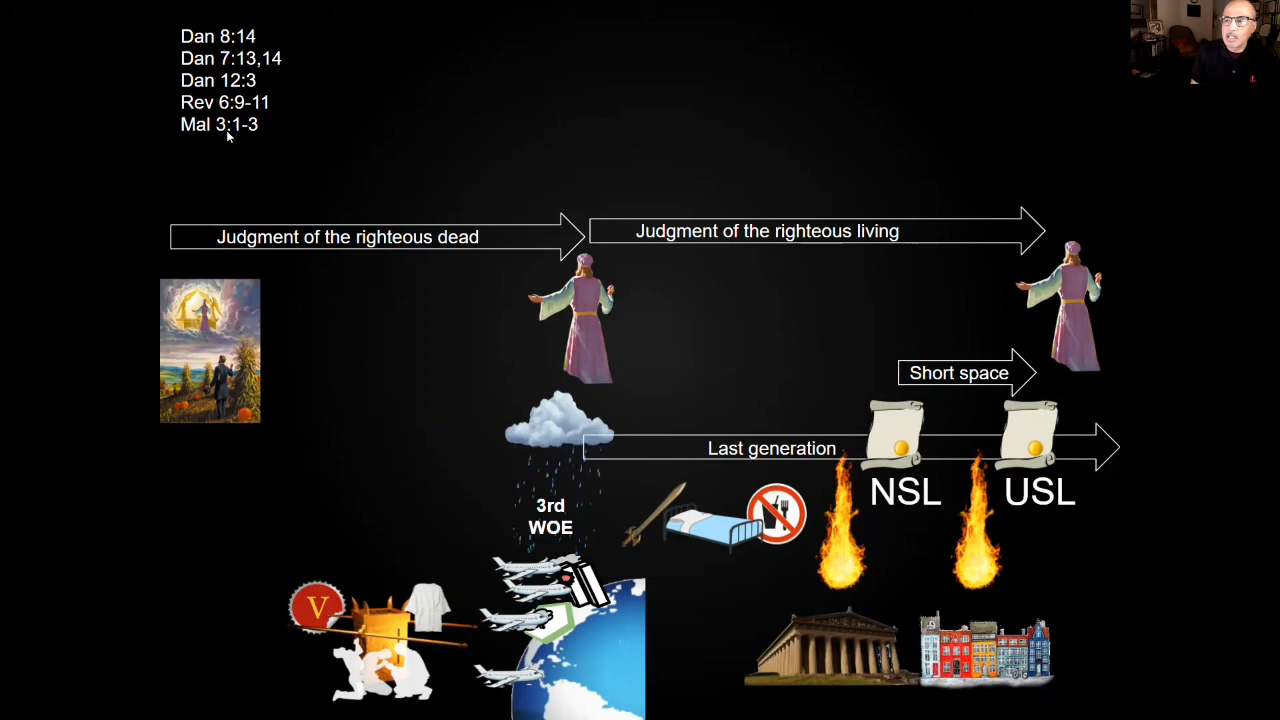 Dan 8:14
Dan 7:13,14
Dan 12:3
Rev 6:9-11
Mal 3:1-3
Judgment of the righteous dead
Judgment of the righteous living
Short space
Last generation
NSL
USL
3rd
WOE
V